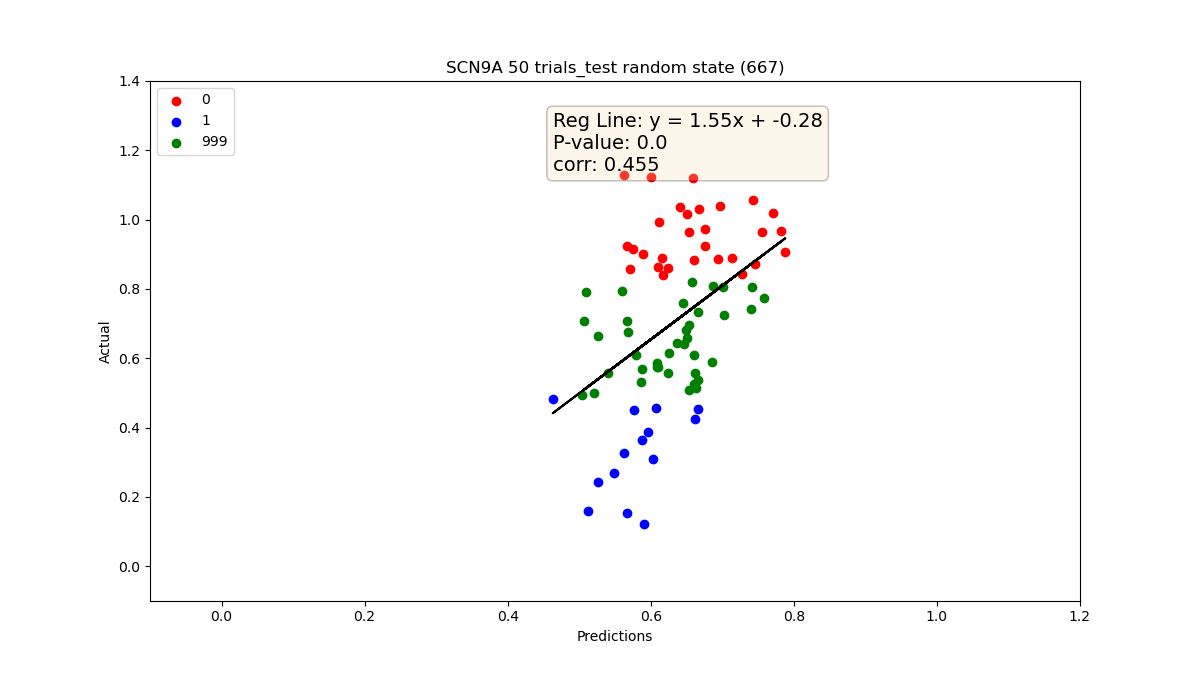 SCN9A 50 trials_test random state (667)
1.4
1.2
1.0
0.8
0.6
0.4
0.2
0.0
Actual
0
1
999
Reg Line: y = 1.55x + -0.28
P-value: 0.0
corr: 0.455
0.0 0.2 0.4 0.6 0.8 1.0 1.2
Predictions